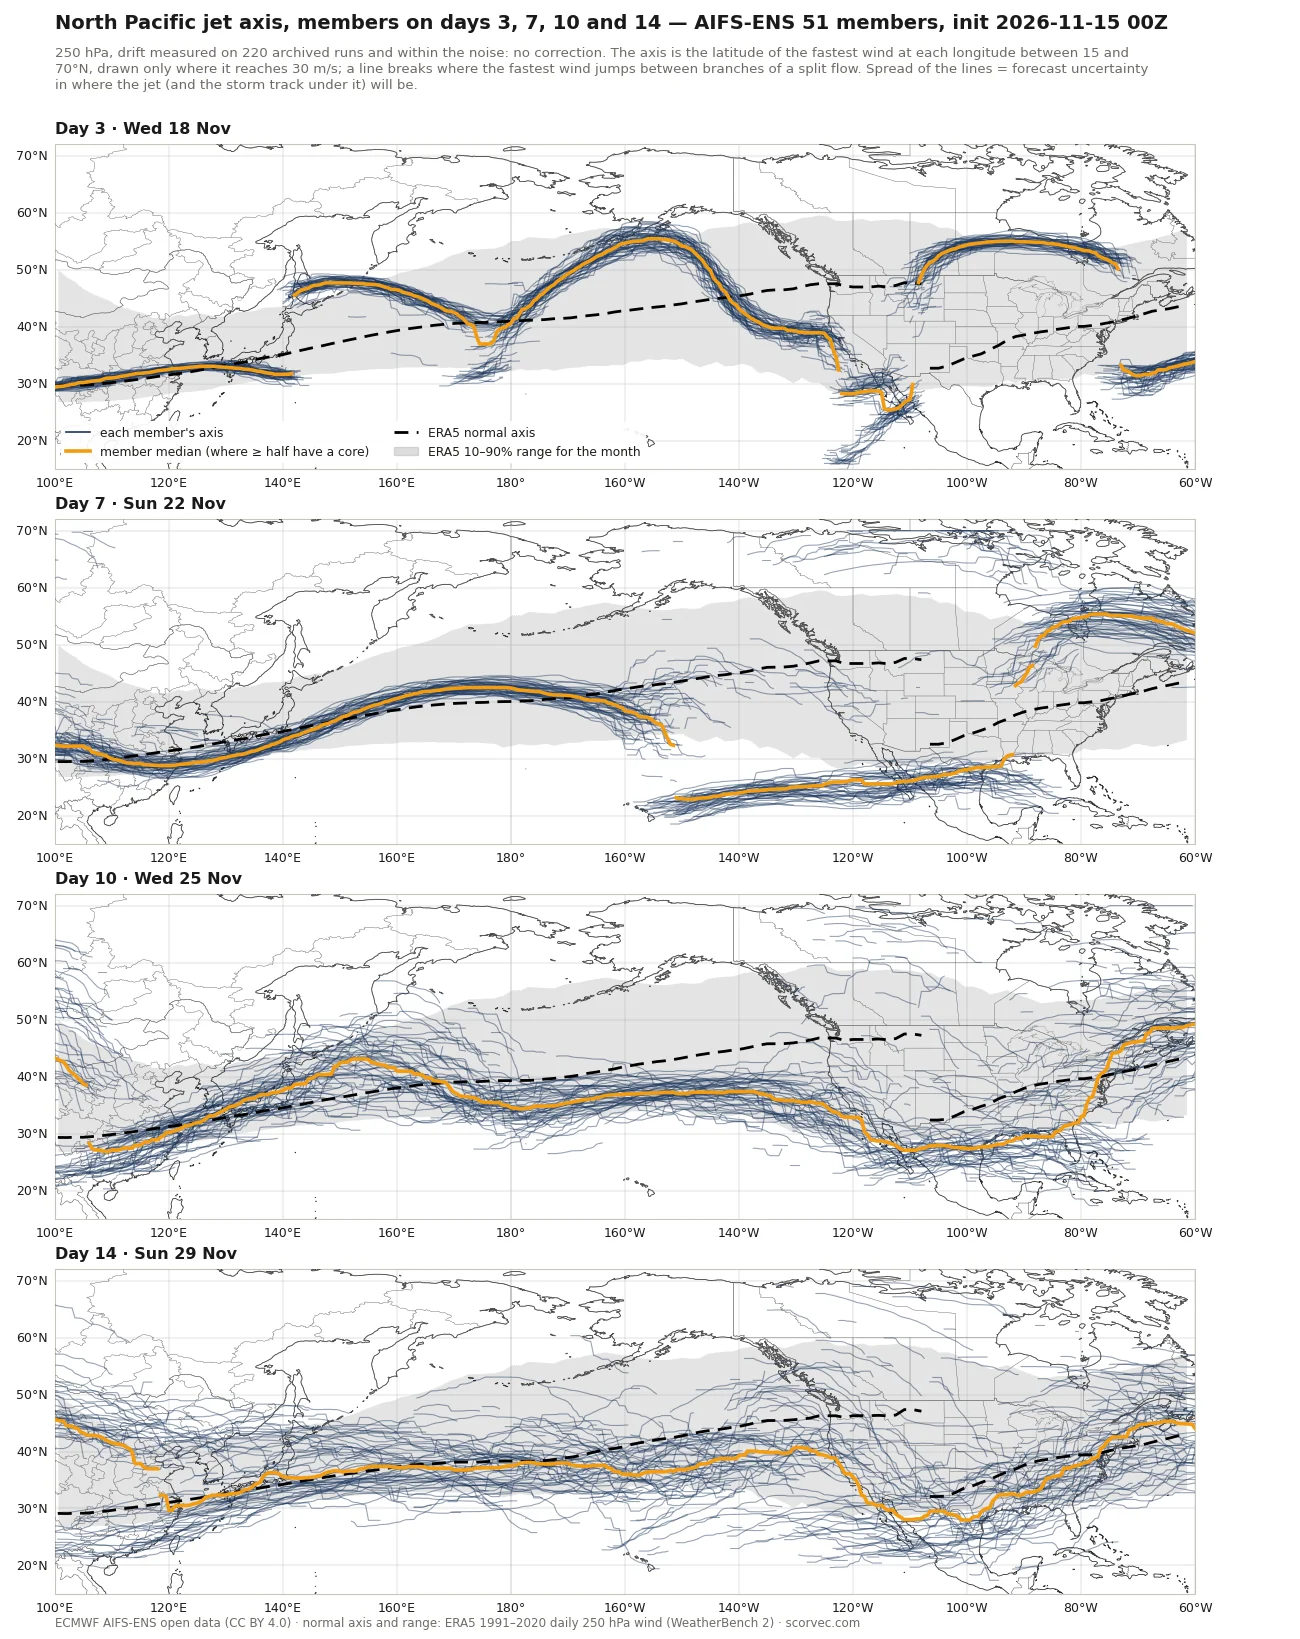 North Pacific jet axis, members on days 3, 7, 10 and 14 — AIFS-ENS 51 members, init 2026-11-15 00Z
250 hPa, drift measured on 220 archived runs and within the noise: no correction. The axis is the latitude of the fastest wind at each longitude between 15 and
70°N, drawn only where it reaches 30 m/s; a line breaks where the fastest wind jumps between branches of a split flow. Spread of the lines = forecast uncertainty
in where the jet (and the storm track under it) will be.
Day 3 · Wed 18 Nov
70°N
60°N
50°N
40°N
30°N
20°N
each member's axis
member median (where ≥ half have a core)
ERA5 normal axis
ERA5 10–90% range for the month
100°E 120°E 140°E 160°E 180° 160°W 140°W 120°W 100°W 80°W 60°W
Day 7 · Sun 22 Nov
70°N
60°N
50°N
40°N
30°N
20°N
100°E 120°E 140°E 160°E 180° 160°W 140°W 120°W 100°W 80°W 60°W
Day 10 · Wed 25 Nov
70°N
60°N
50°N
40°N
30°N
20°N
100°E 120°E 140°E 160°E 180° 160°W 140°W 120°W 100°W 80°W 60°W
Day 14 · Sun 29 Nov
70°N
60°N
50°N
40°N
30°N
20°N
100°E 120°E 140°E 160°E 180° 160°W 140°W 120°W 100°W 80°W 60°W
ECMWF AIFS-ENS open data (CC BY 4.0) · normal axis and range: ERA5 1991–2020 daily 250 hPa wind (WeatherBench 2) · scorvec.com